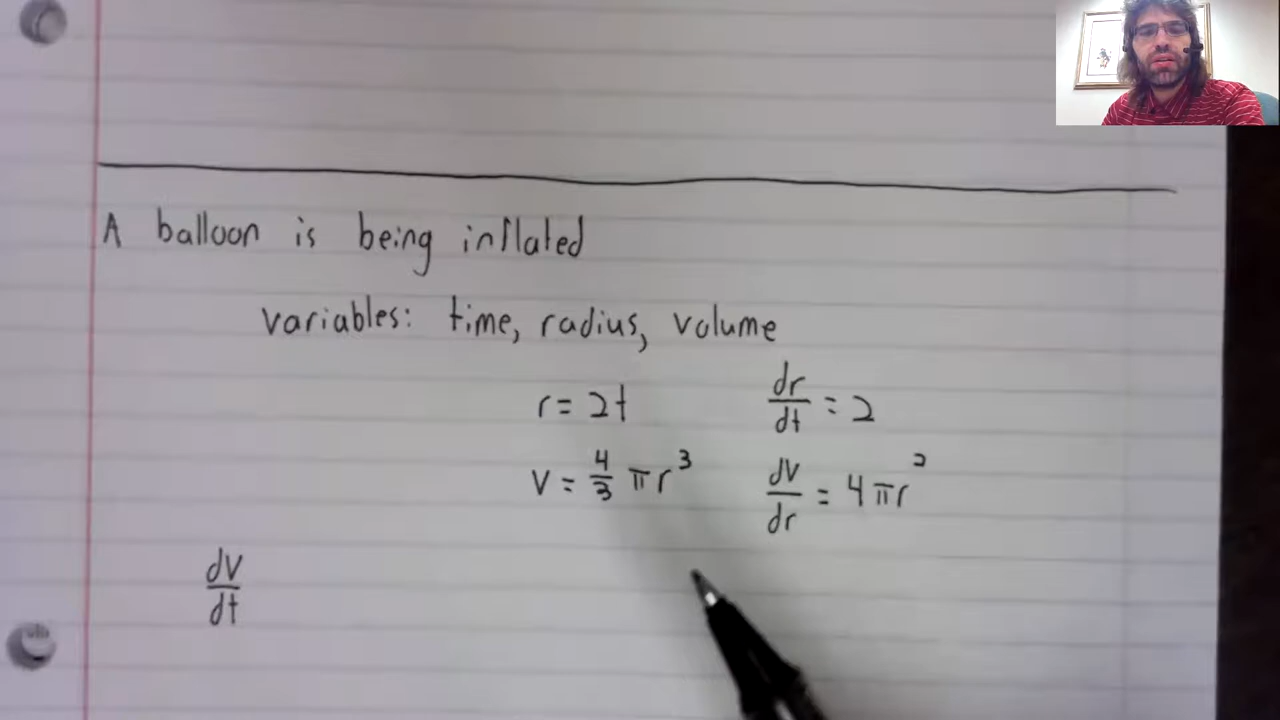 A balloon is being inflated
variables: time, radius, volume
r = 2t    dr/dt = 2
V = 4/3 πr³    dV/dr = 4πr²
dV/dt